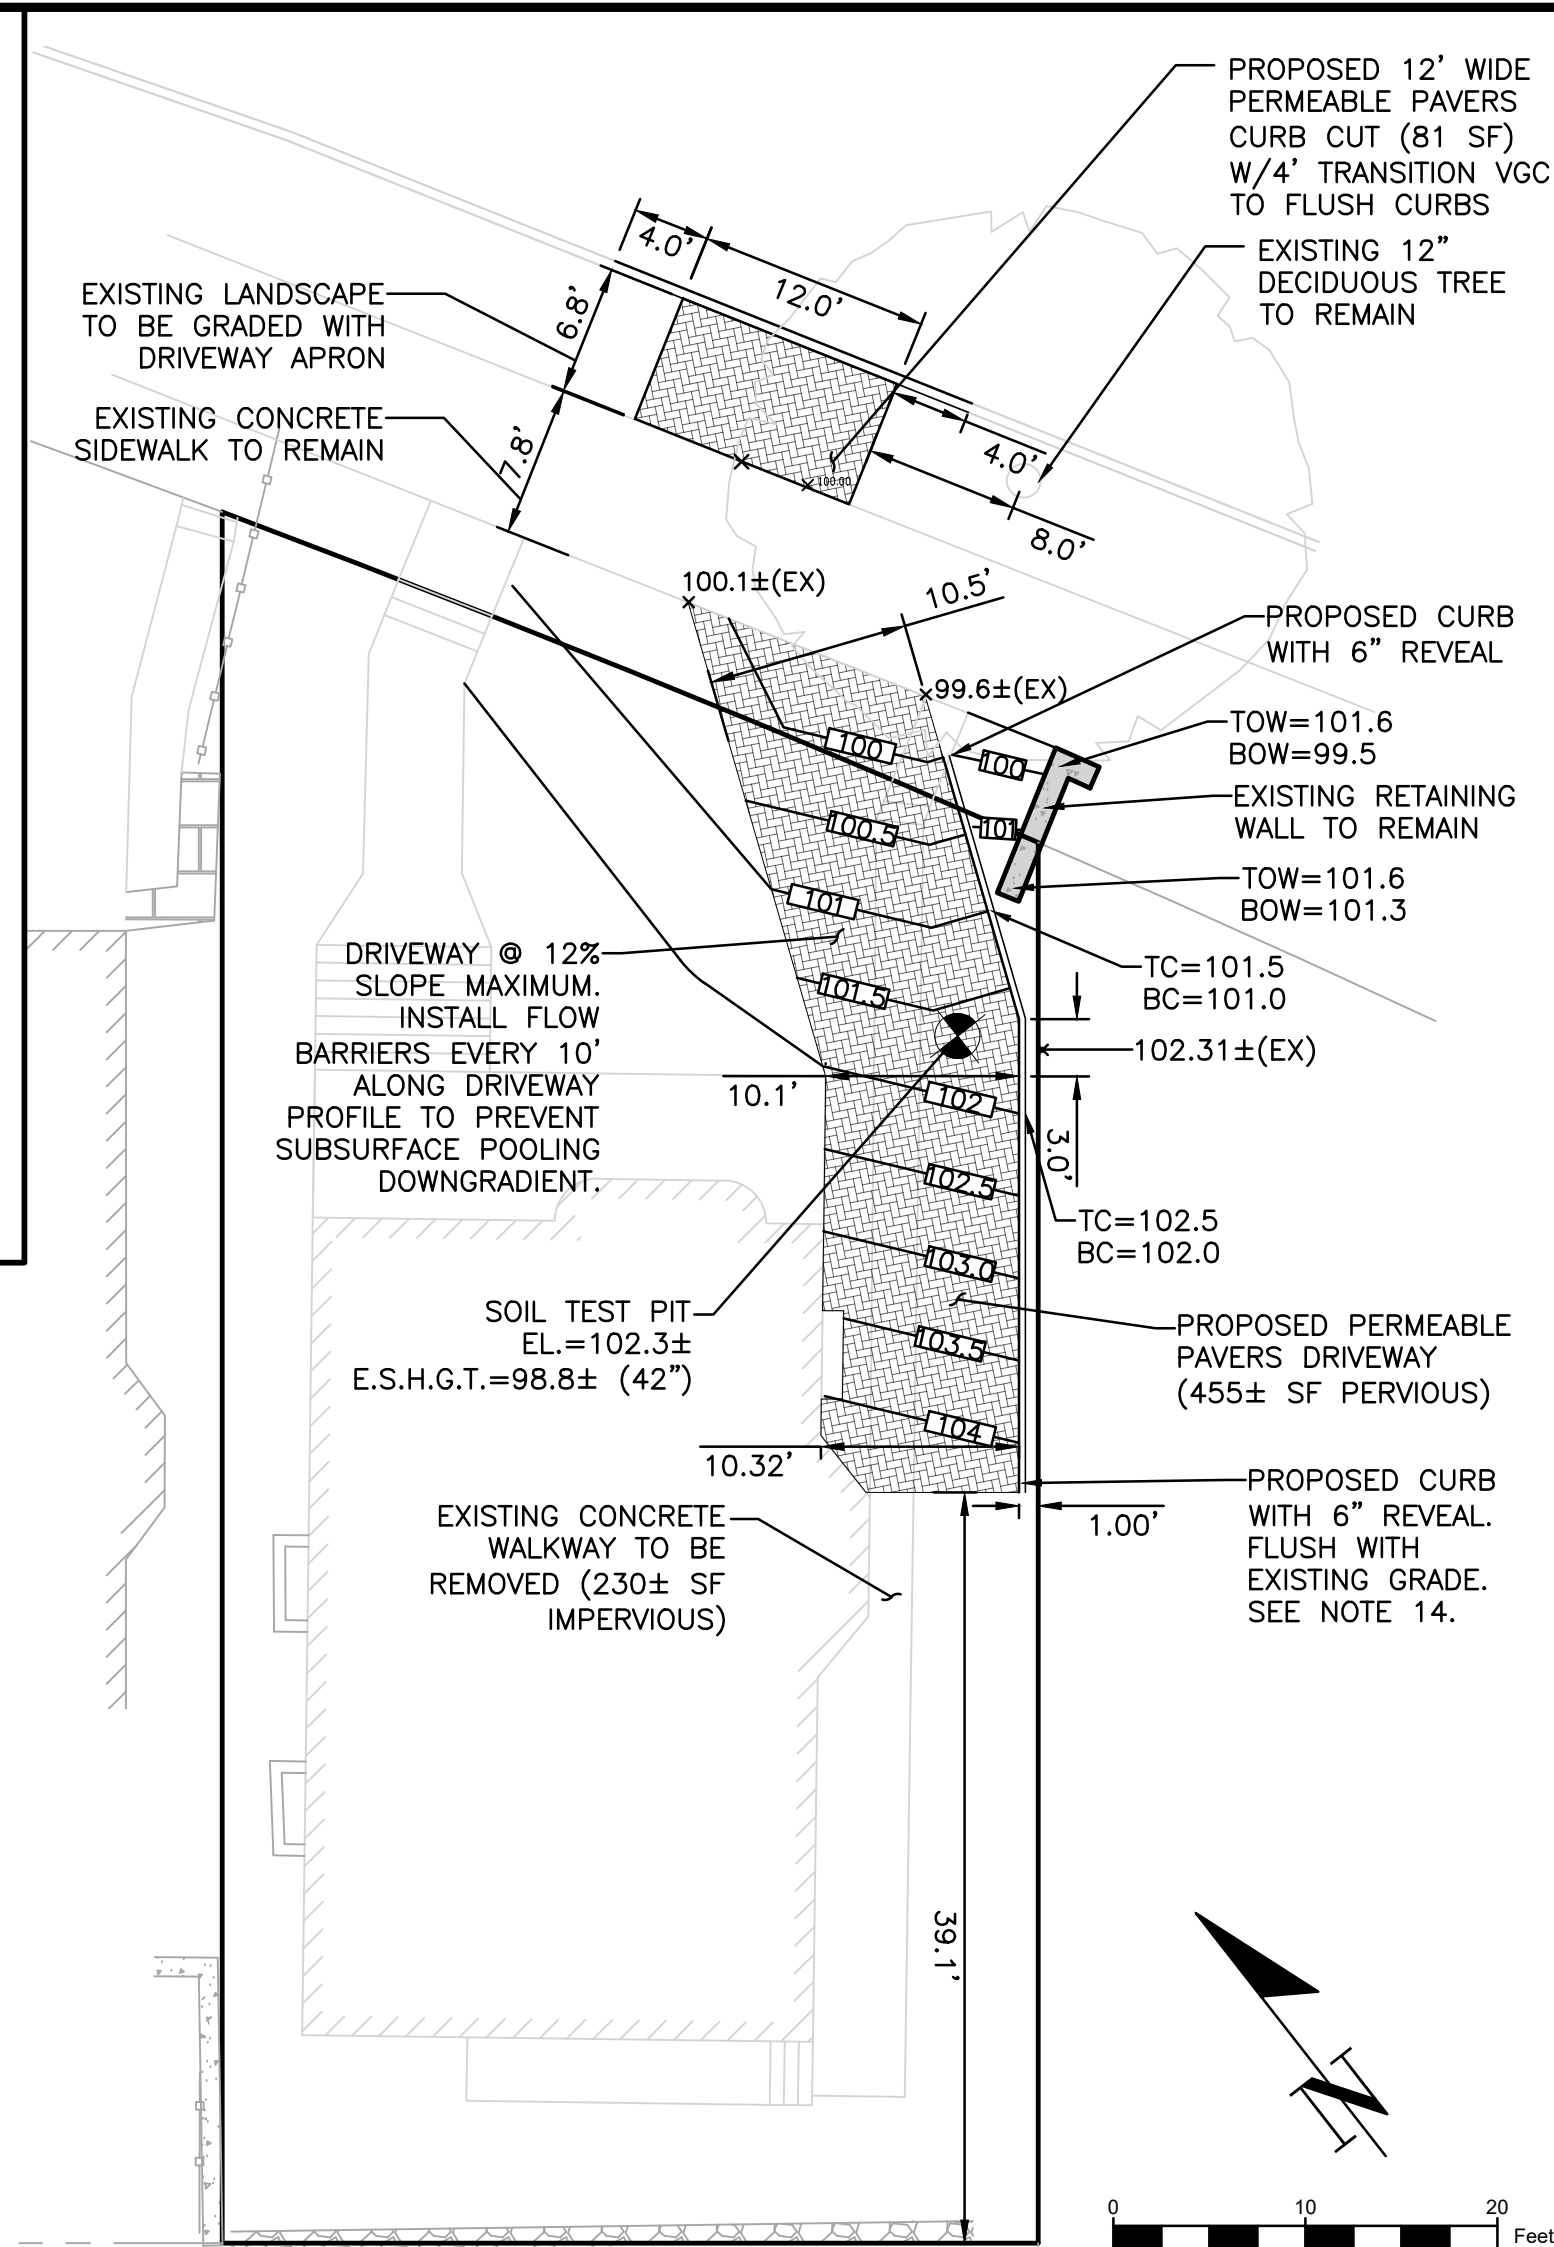 PROPOSED 12' WIDE
PERMEABLE PAVERS
CURB CUT (81 SF)
W/4' TRANSITION VGC
TO FLUSH CURBS
EXISTING 12"
DECIDUOUS TREE
TO REMAIN
4.0'
12.0'
6.8'
EXISTING LANDSCAPE
TO BE GRADED WITH
DRIVEWAY APRON
EXISTING CONCRETE
SIDEWALK TO REMAIN
7.8'
4.0'
100.00
8.0'
100.1±(EX)
10.5'
PROPOSED CURB
WITH 6" REVEAL
99.6±(EX)
TOW=101.6
BOW=99.5
100
100
EXISTING RETAINING
WALL TO REMAIN
100.5
101
TOW=101.6
BOW=101.3
101
DRIVEWAY @ 12%
SLOPE MAXIMUM.
INSTALL FLOW
BARRIERS EVERY 10'
ALONG DRIVEWAY
PROFILE TO PREVENT
SUBSURFACE POOLING
DOWNGRADIENT.
101.5
TC=101.5
BC=101.0
102.31±(EX)
10.1'
102
3.0'
102.5
TC=102.5
BC=102.0
103.0
SOIL TEST PIT
EL.=102.3±
E.S.H.G.T.=98.8± (42")
103.5
PROPOSED PERMEABLE
PAVERS DRIVEWAY
(455± SF PERVIOUS)
104
10.32'
EXISTING CONCRETE
WALKWAY TO BE
REMOVED (230± SF
IMPERVIOUS)
1.00'
PROPOSED CURB
WITH 6" REVEAL.
FLUSH WITH
EXISTING GRADE.
SEE NOTE 14.
39.1'
N
0 10 20
Feet